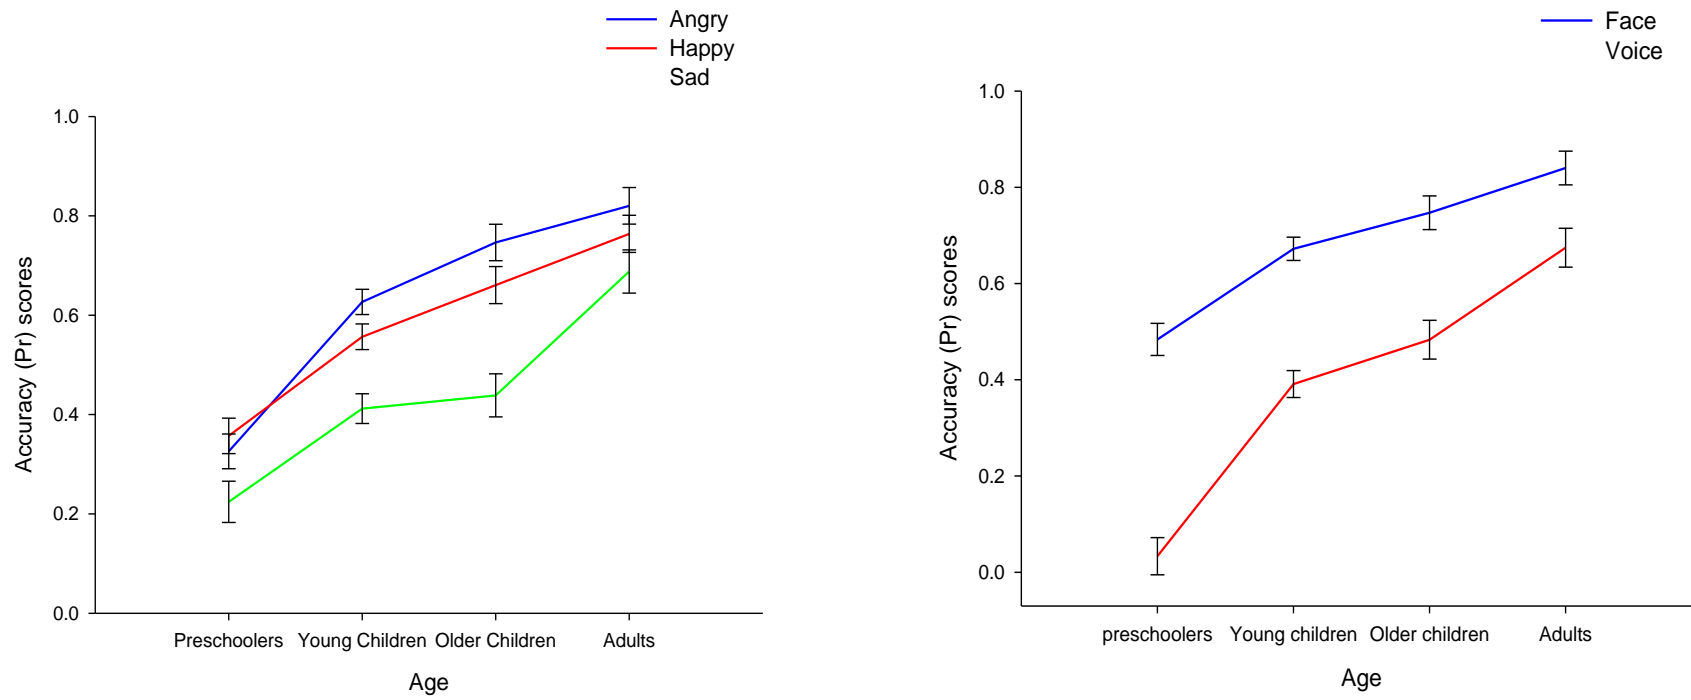 Angry
Happy
Sad
Accuracy (Pr) scores
1.0
0.8
0.6
0.4
0.2
0.0
Preschoolers Young Children Older Children Adults
Age
Face
Voice
Accuracy (Pr) scores
1.0
0.8
0.6
0.4
0.2
0.0
preschoolers Young children Older children Adults
Age